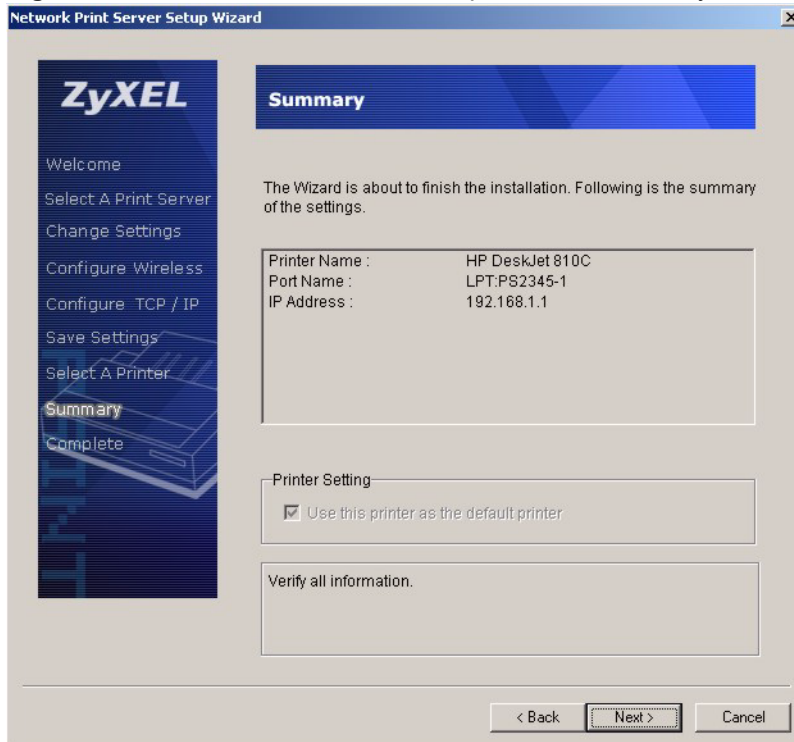 Network Print Server Setup Wizard
ZyXEL
Summary
Welcome
Select A Print Server
Change Settings
Configure Wireless
Configure TCP / IP
Save Settings
Select A Printer
Summary
Complete
PRINT
The Wizard is about to finish the installation. Following is the summary
of the settings.
Printer Name : HP DeskJet 810C
Port Name : LPT:PS2345-1
IP Address : 192.168.1.1
Printer Setting
Use this printer as the default printer
Verify all information.
< Back Next > Cancel